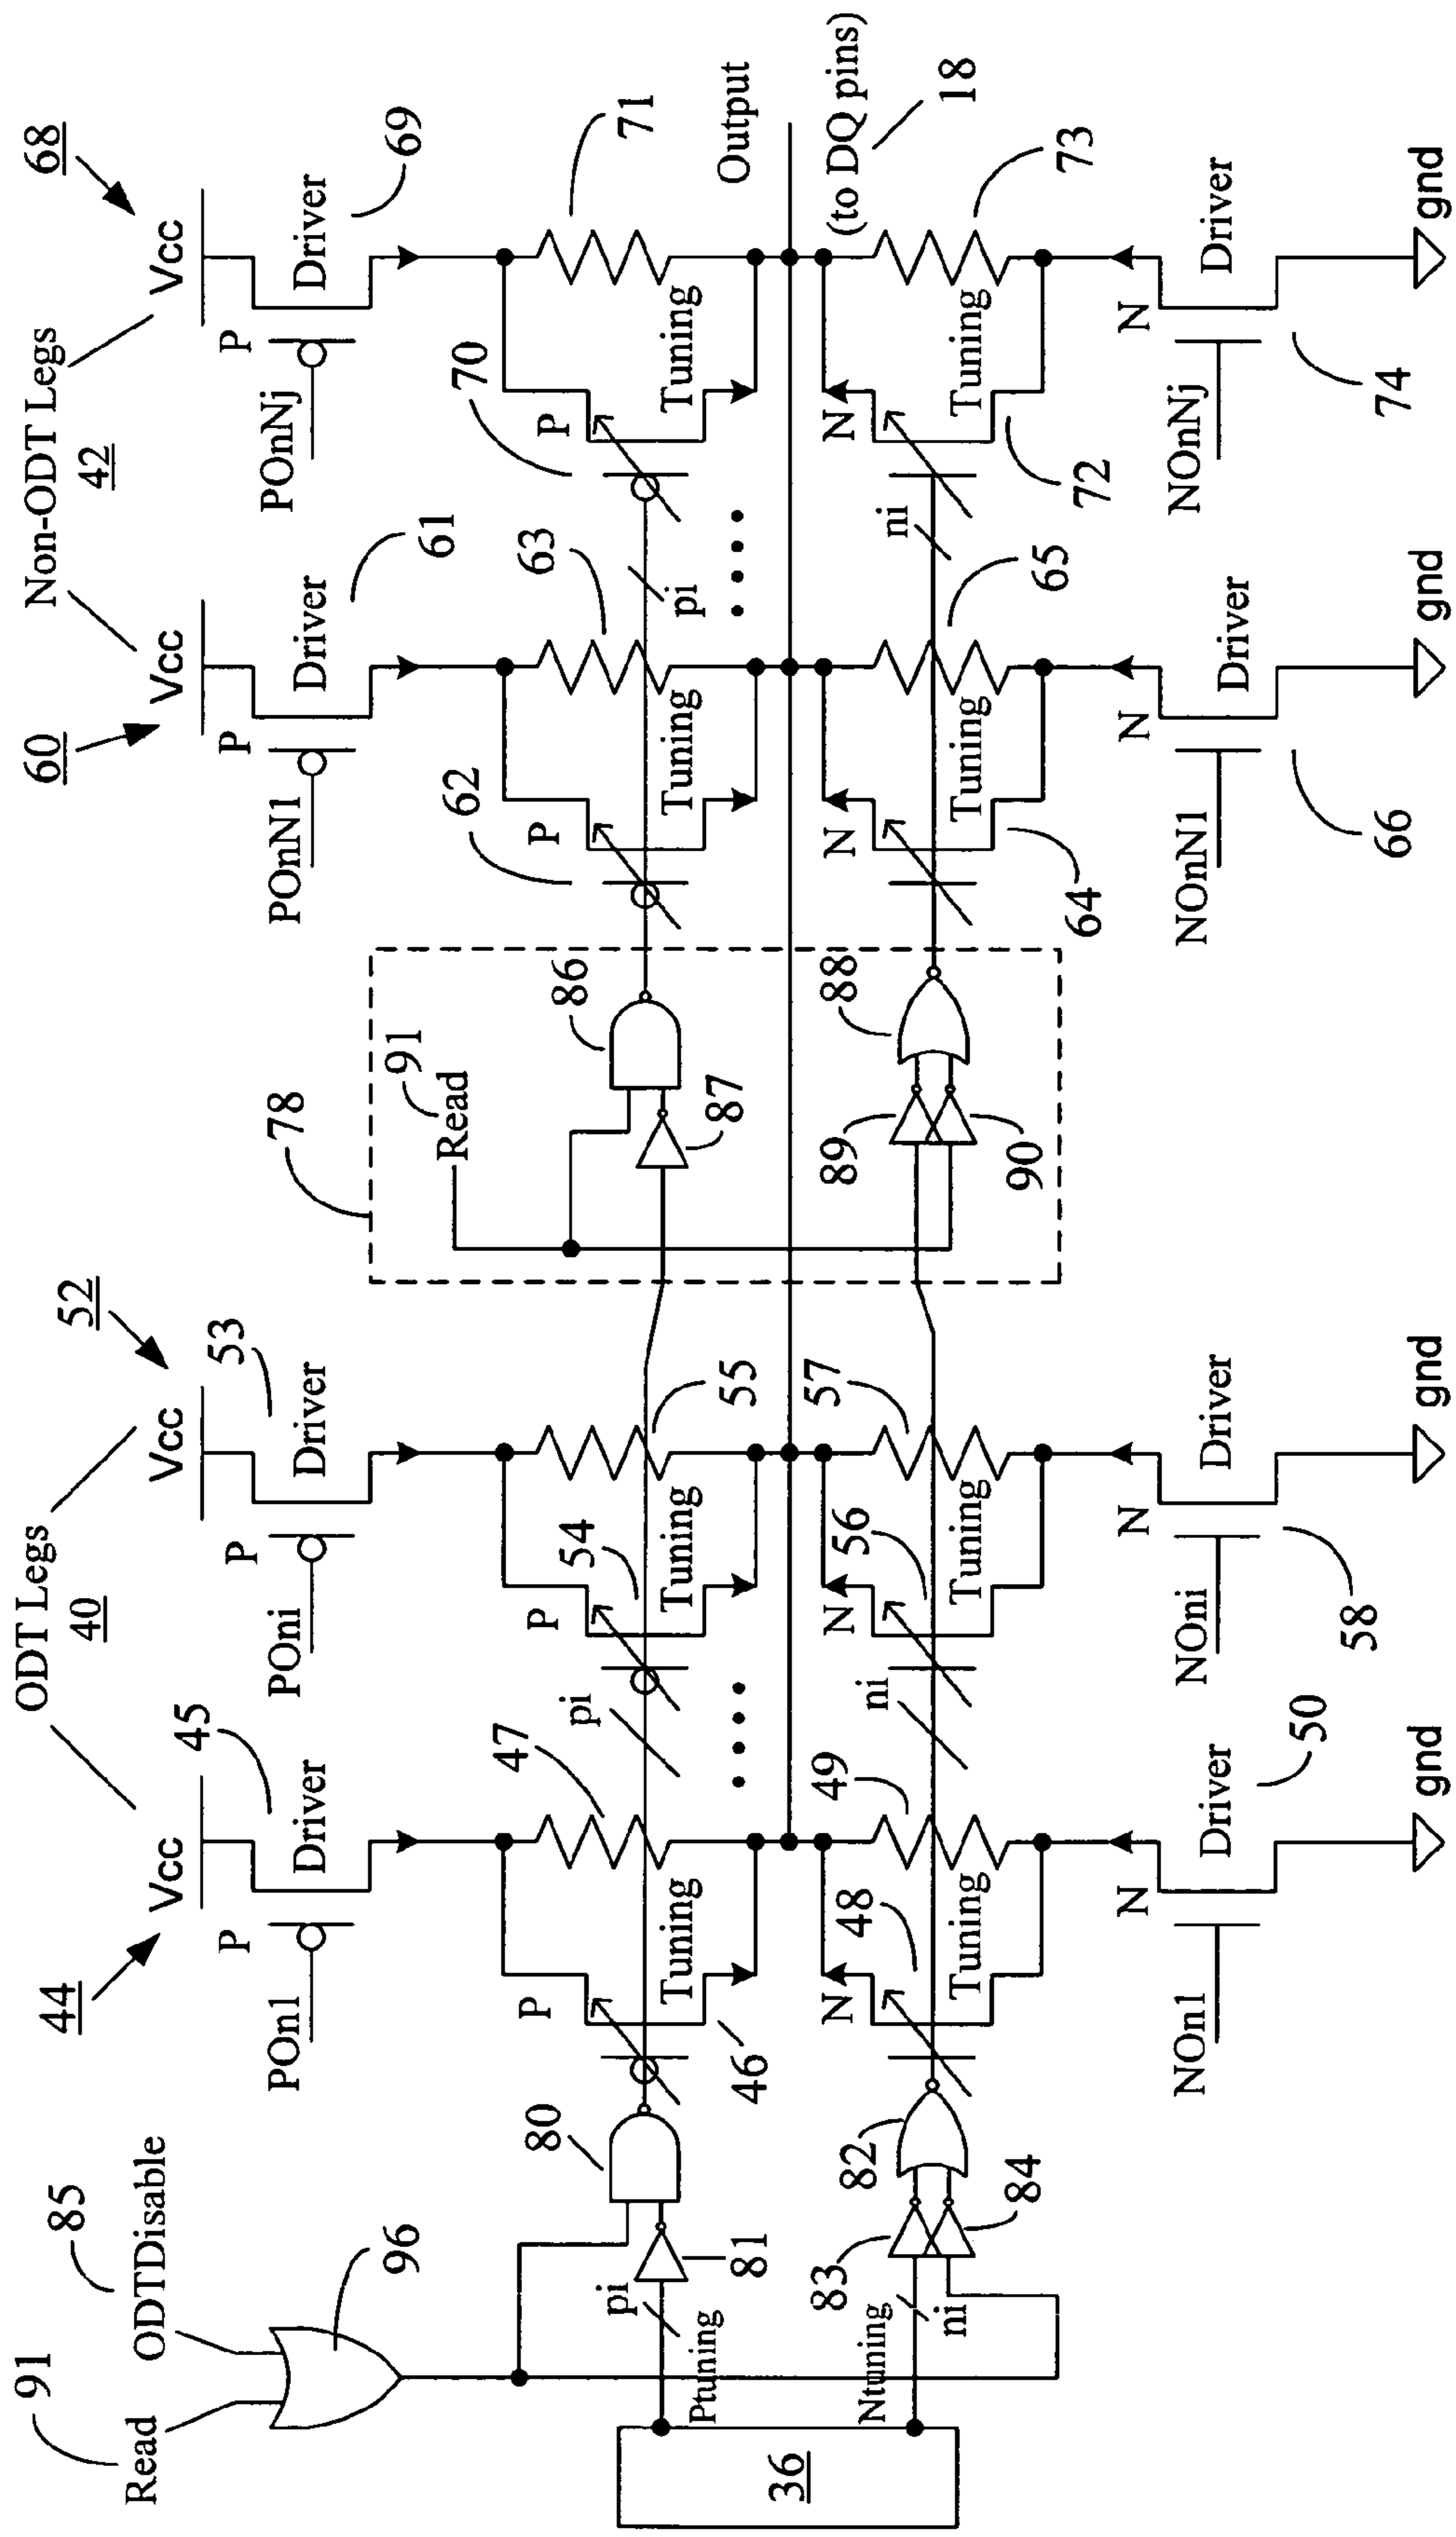 91
Read
85
ODTDisable
96
36
Ptuning
Ntuning
pi
ni
81
80
83
84
82
ODT Legs
40
44
Vcc
P
POn1
Driver
45
P
46
Tuning
47
N
48
Tuning
49
N
NOn1
Driver
50
gnd
pi
ni
52
Vcc
P
POni
Driver
53
P
54
Tuning
55
N
56
Tuning
57
N
NOni
Driver
58
gnd
78
91
Read
86
87
88
89
90
Non-ODT Legs
42
60
Vcc
P
POnN1
Driver
61
P
62
Tuning
63
N
64
Tuning
65
N
NOnN1
Driver
66
gnd
pi
ni
68
Vcc
P
POnNj
Driver
69
P
70
Tuning
71
N
72
Tuning
73
N
NOnNj
Driver
74
gnd
Output
(to DQ pins)
18